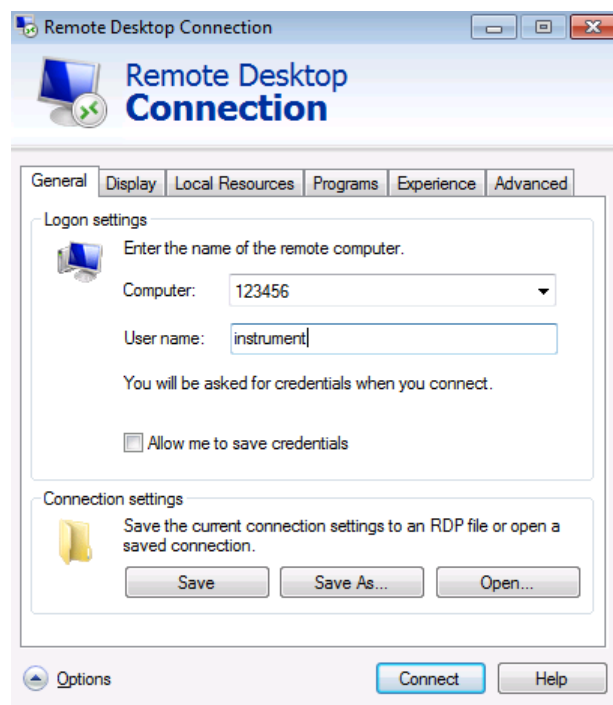 Remote Desktop Connection
Remote Desktop
Connection
General Display Local Resources Programs Experience Advanced
Logon settings
Enter the name of the remote computer.
Computer: 123456
User name: instrument
You will be asked for credentials when you connect.
Allow me to save credentials
Connection settings
Save the current connection settings to an RDP file or open a
saved connection.
Save Save As... Open...
Options Connect Help